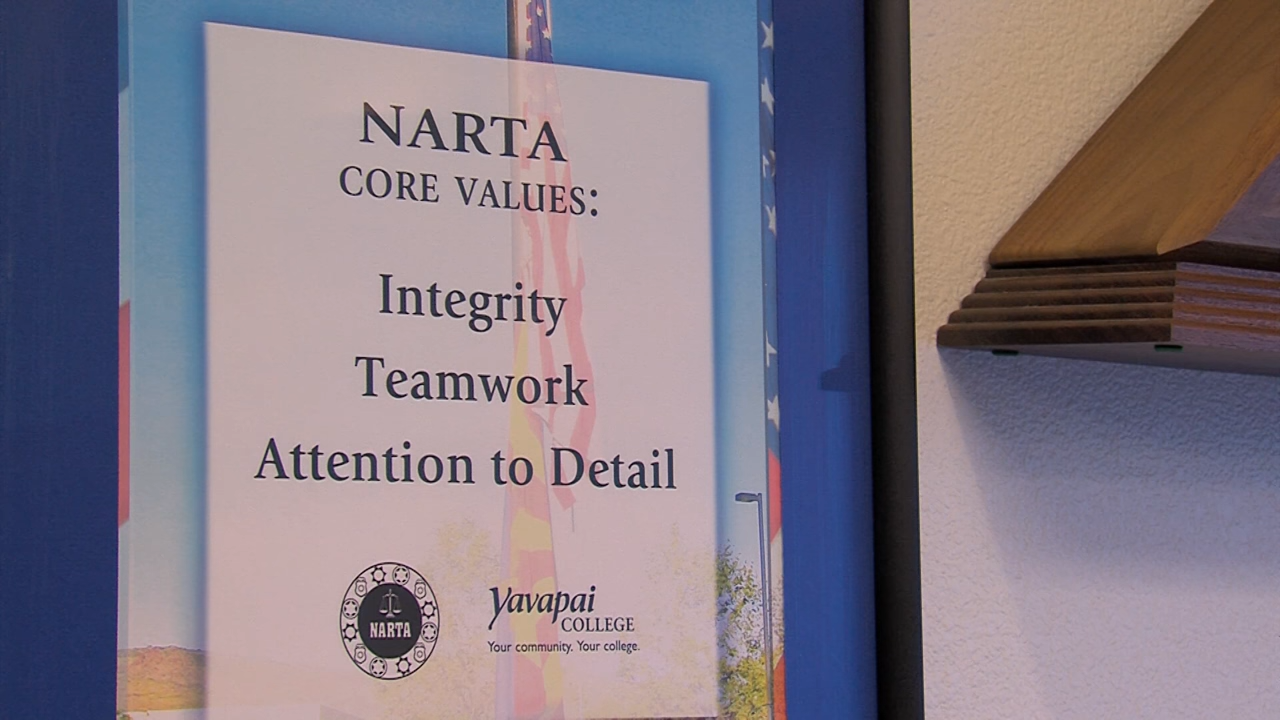 NARTA
CORE VALUES:
Integrity
Teamwork
Attention to Detail
NARTA
Yavapai
COLLEGE
Your community. Your college.